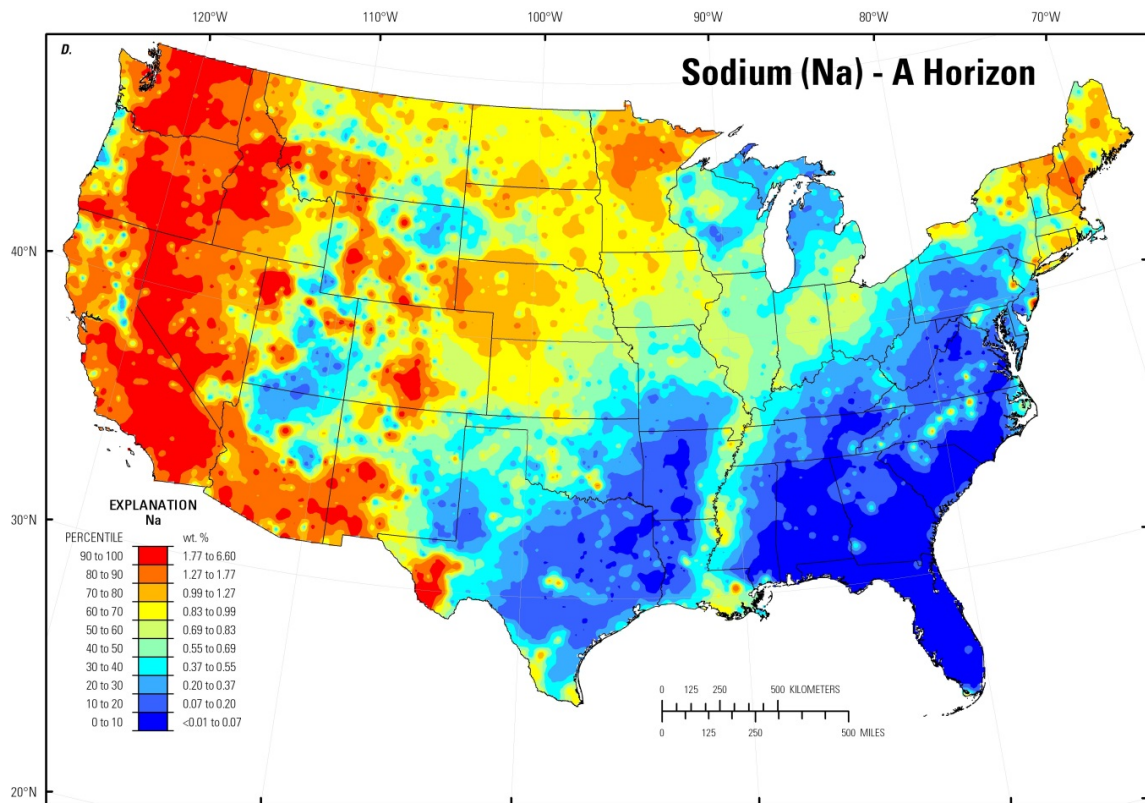 120°W 110°W 100°W 90°W 80°W 70°W
D.
Sodium (Na) - A Horizon
40°N
30°N
20°N
EXPLANATION
Na
PERCENTILE wt. %
90 to 100 1.77 to 6.60
80 to 90 1.27 to 1.77
70 to 80 0.99 to 1.27
60 to 70 0.83 to 0.99
50 to 60 0.69 to 0.83
40 to 50 0.55 to 0.69
30 to 40 0.37 to 0.55
20 to 30 0.20 to 0.37
10 to 20 0.07 to 0.20
0 to 10 <0.01 to 0.07
0 125 250 500 KILOMETERS
0 125 250 500 MILES